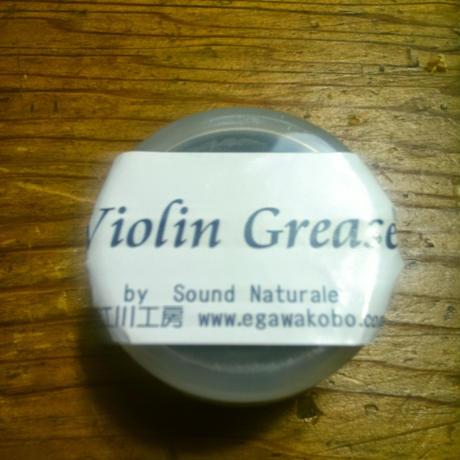 Violin Grease
by Sound Naturale
江川工房 www.egawakobo.com